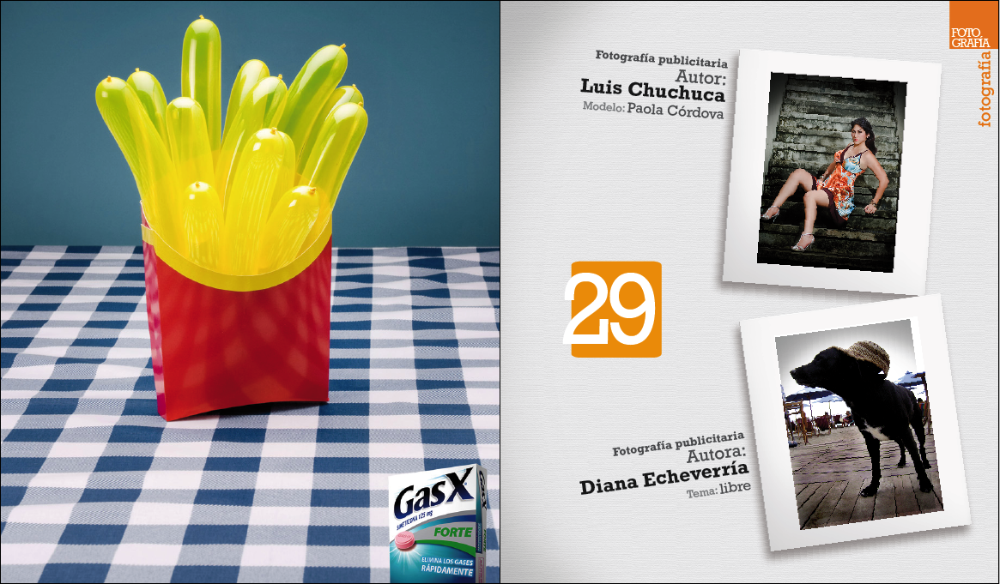 GasX
SIMETICONA 125 mg
FORTE
ELIMINA LOS GASES
RÁPIDAMENTE
Fotografía publicitaria
Autor:
Luis Chuchuca
Modelo: Paola Córdova
29
Fotografía publicitaria
Autora:
Diana Echeverría
Tema: libre
FOTO
GRAFÍA
fotografía